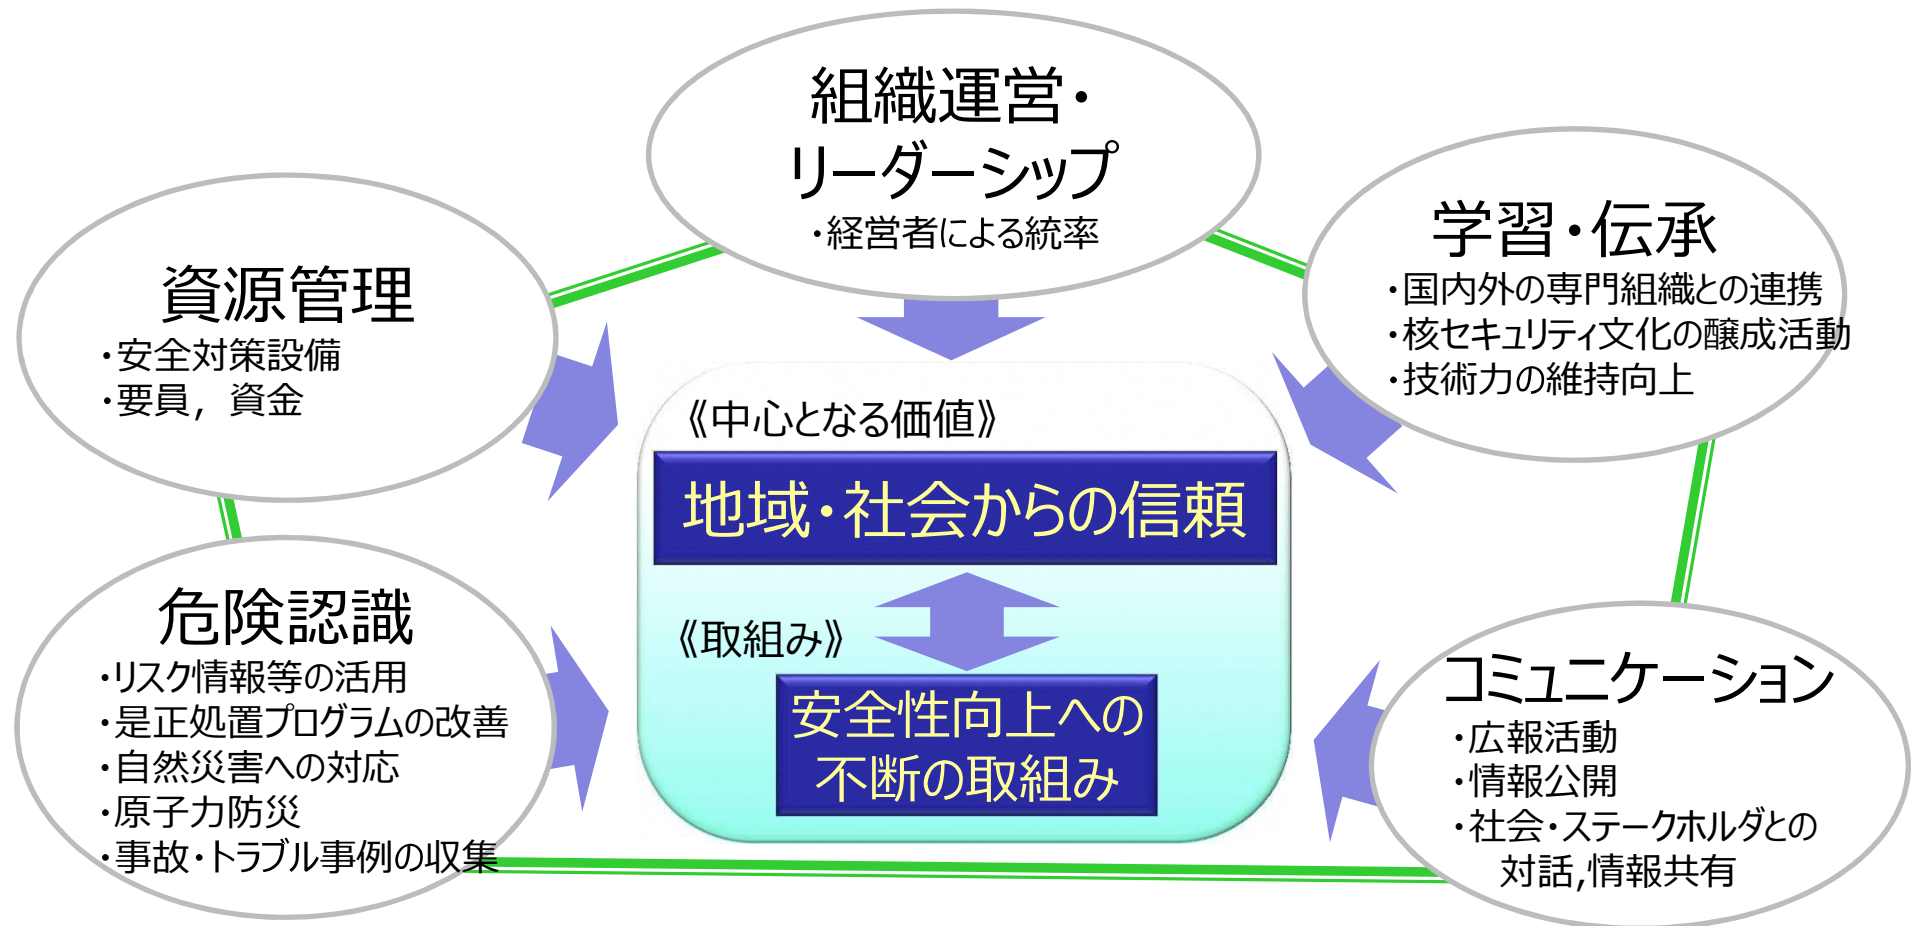 組織運営・
リーダーシップ
・経営者による統率
学習・伝承
・国内外の専門組織との連携
・核セキュリティ文化の醸成活動
・技術力の維持向上
資源管理
・安全対策設備
・要員，資金
《中心となる価値》
地域・社会からの信頼
《取組み》
安全性向上への
不断の取組み
危険認識
・リスク情報等の活用
・是正処置プログラムの改善
・自然災害への対応
・原子力防災
・事故・トラブル事例の収集
コミュニケーション
・広報活動
・情報公開
・社会・ステークホルダとの
対話,情報共有